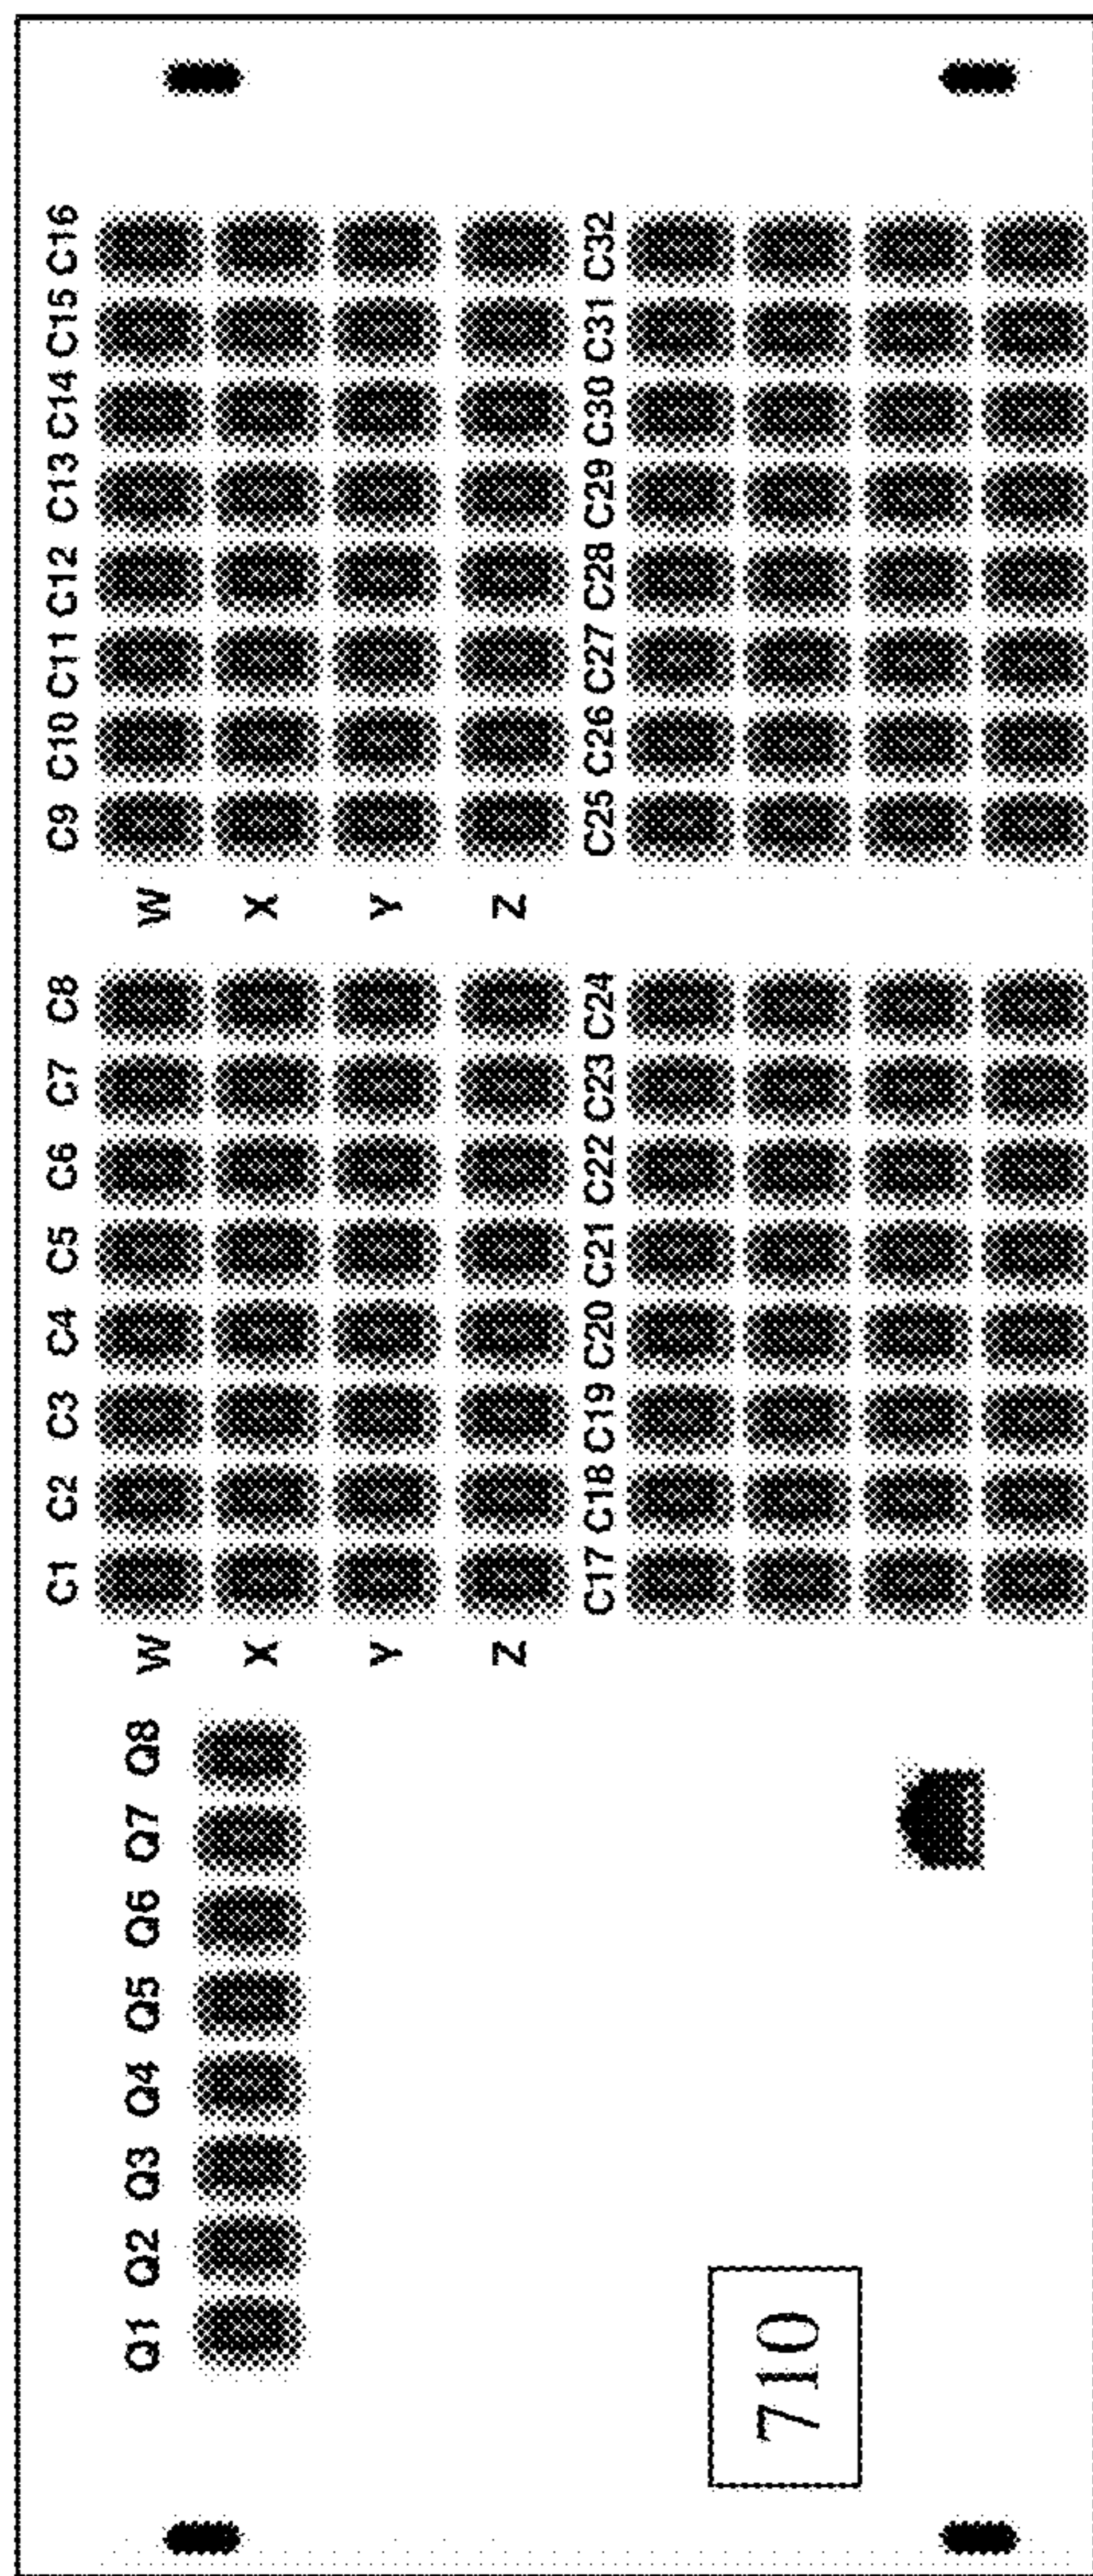 C1 C2 C3 C4 C5 C6 C7 C8 C9 C10 C11 C12 C13 C14 C15 C16
Q1 Q2 Q3 Q4 Q5 Q6 Q7 Q8 W W
X X
Y Y
Z Z
C17 C18 C19 C20 C21 C22 C23 C24 C25 C26 C27 C28 C29 C30 C31 C32
710